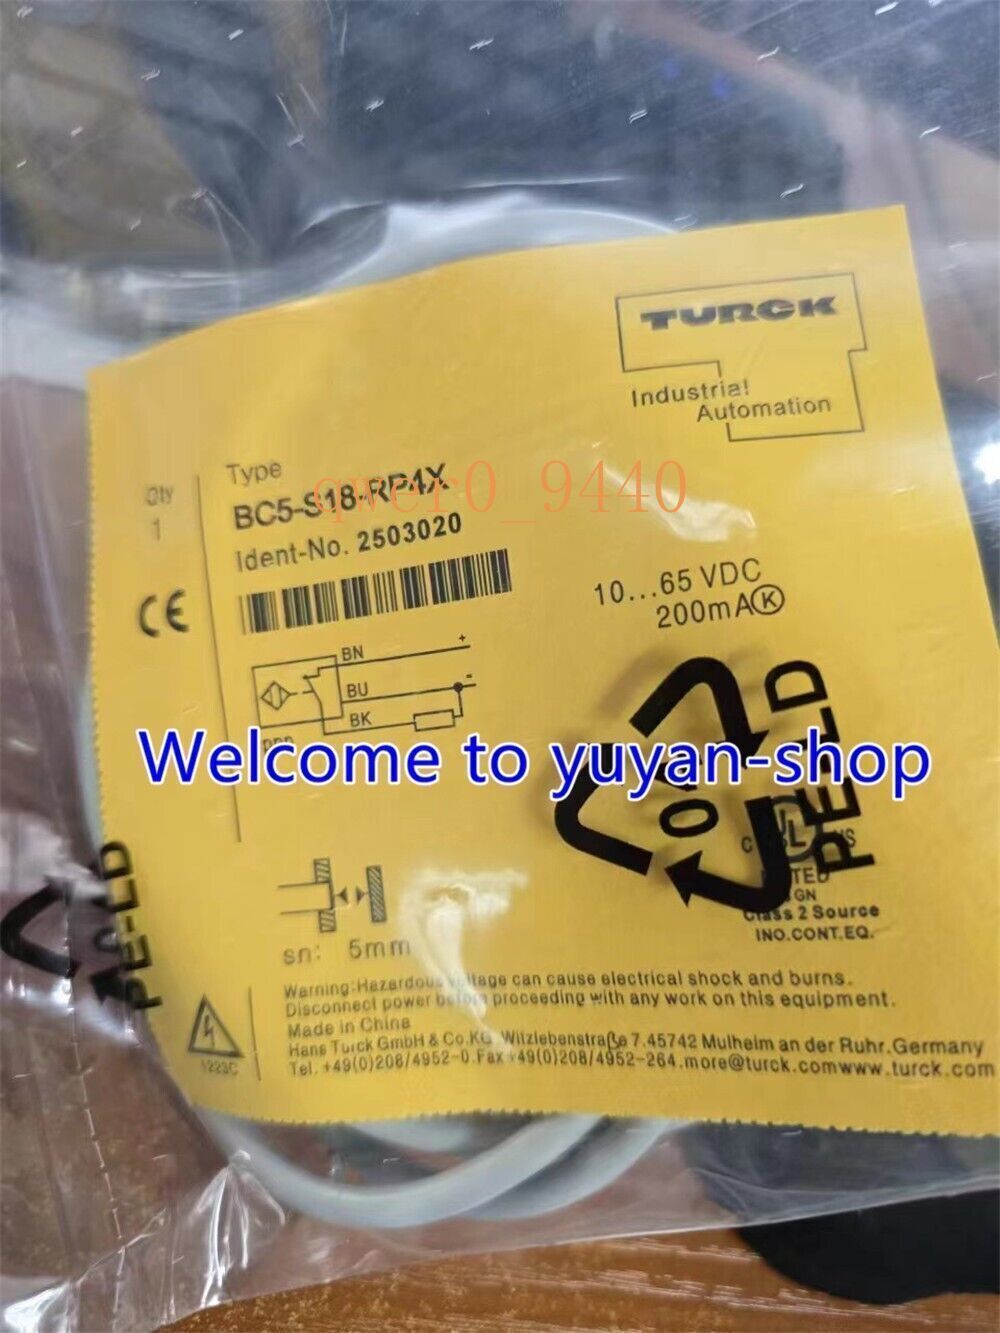 TURCK
Industrial
Automation
Type
Qty
1
BC5-S18-RP4X
qwer0_9440
Ident-No. 2503020
CE
10...65 VDC
200mA K
BN
+
BU
-
BK
Welcome to yuyan-shop
PE-LD
PE-LD
UL
C US
Class 2 Source
INO.CONT.EQ.
sn: 5mm
Warning:Hazardous voltage can cause electrical shock and burns.
Disconnect power before proceeding with any work on this equipment.
Made in China
Hans Turck GmbH & Co.KG Witzlebenstraße 7.45742 Mulheim an der Ruhr.Germany
Tel.+49(0)208/4952-0.Fax+49(0)208/4952-264.more@turck.comwww.turck.com
1223C